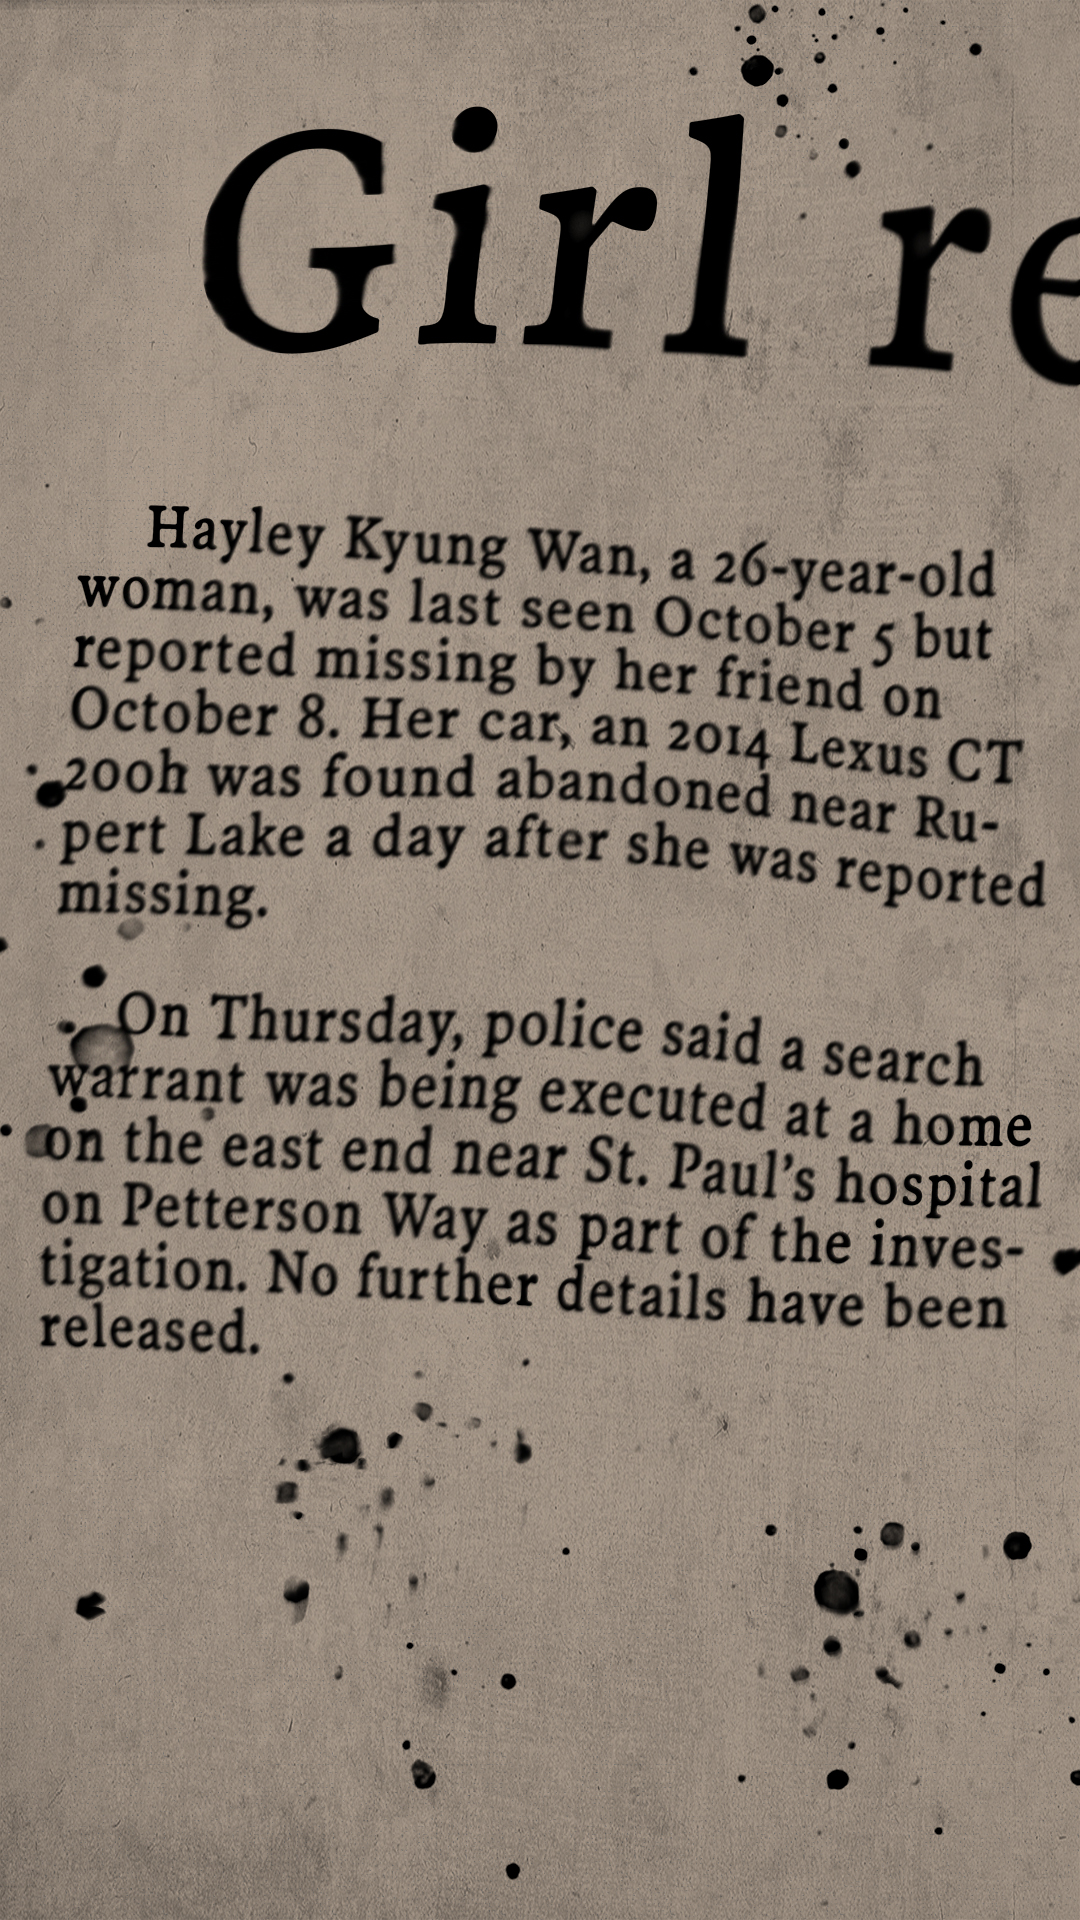 Girl re
Hayley Kyung Wan, a 26-year-old
woman, was last seen October 5 but
reported missing by her friend on
October 8. Her car, an 2014 Lexus CT
200h was found abandoned near Ru-
pert Lake a day after she was reported
missing.
On Thursday, police said a search
warrant was being executed at a home
on the east end near St. Paul's hospital
on Petterson Way as part of the inves-
tigation. No further details have been
released.